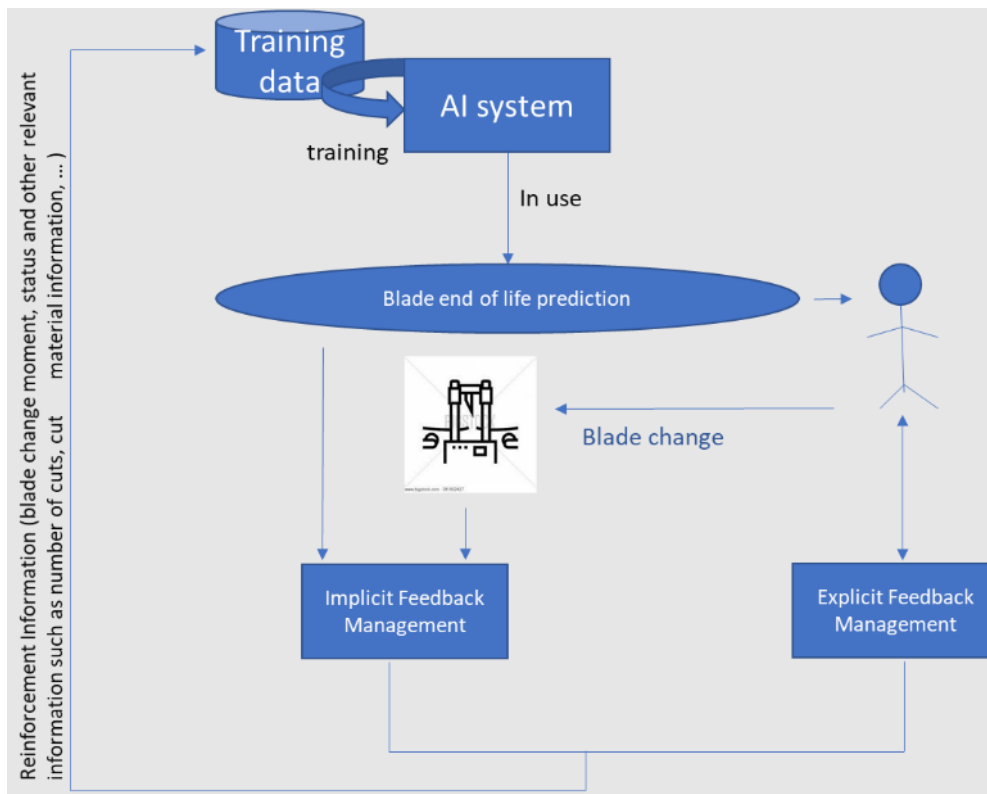 Training
data
AI system
training
In use
Blade end of life prediction
Blade change
Implicit Feedback
Management
Explicit Feedback
Management
Reinforcement Information (blade change moment, status and other relevant
information such as number of cuts, cut material information, ... )